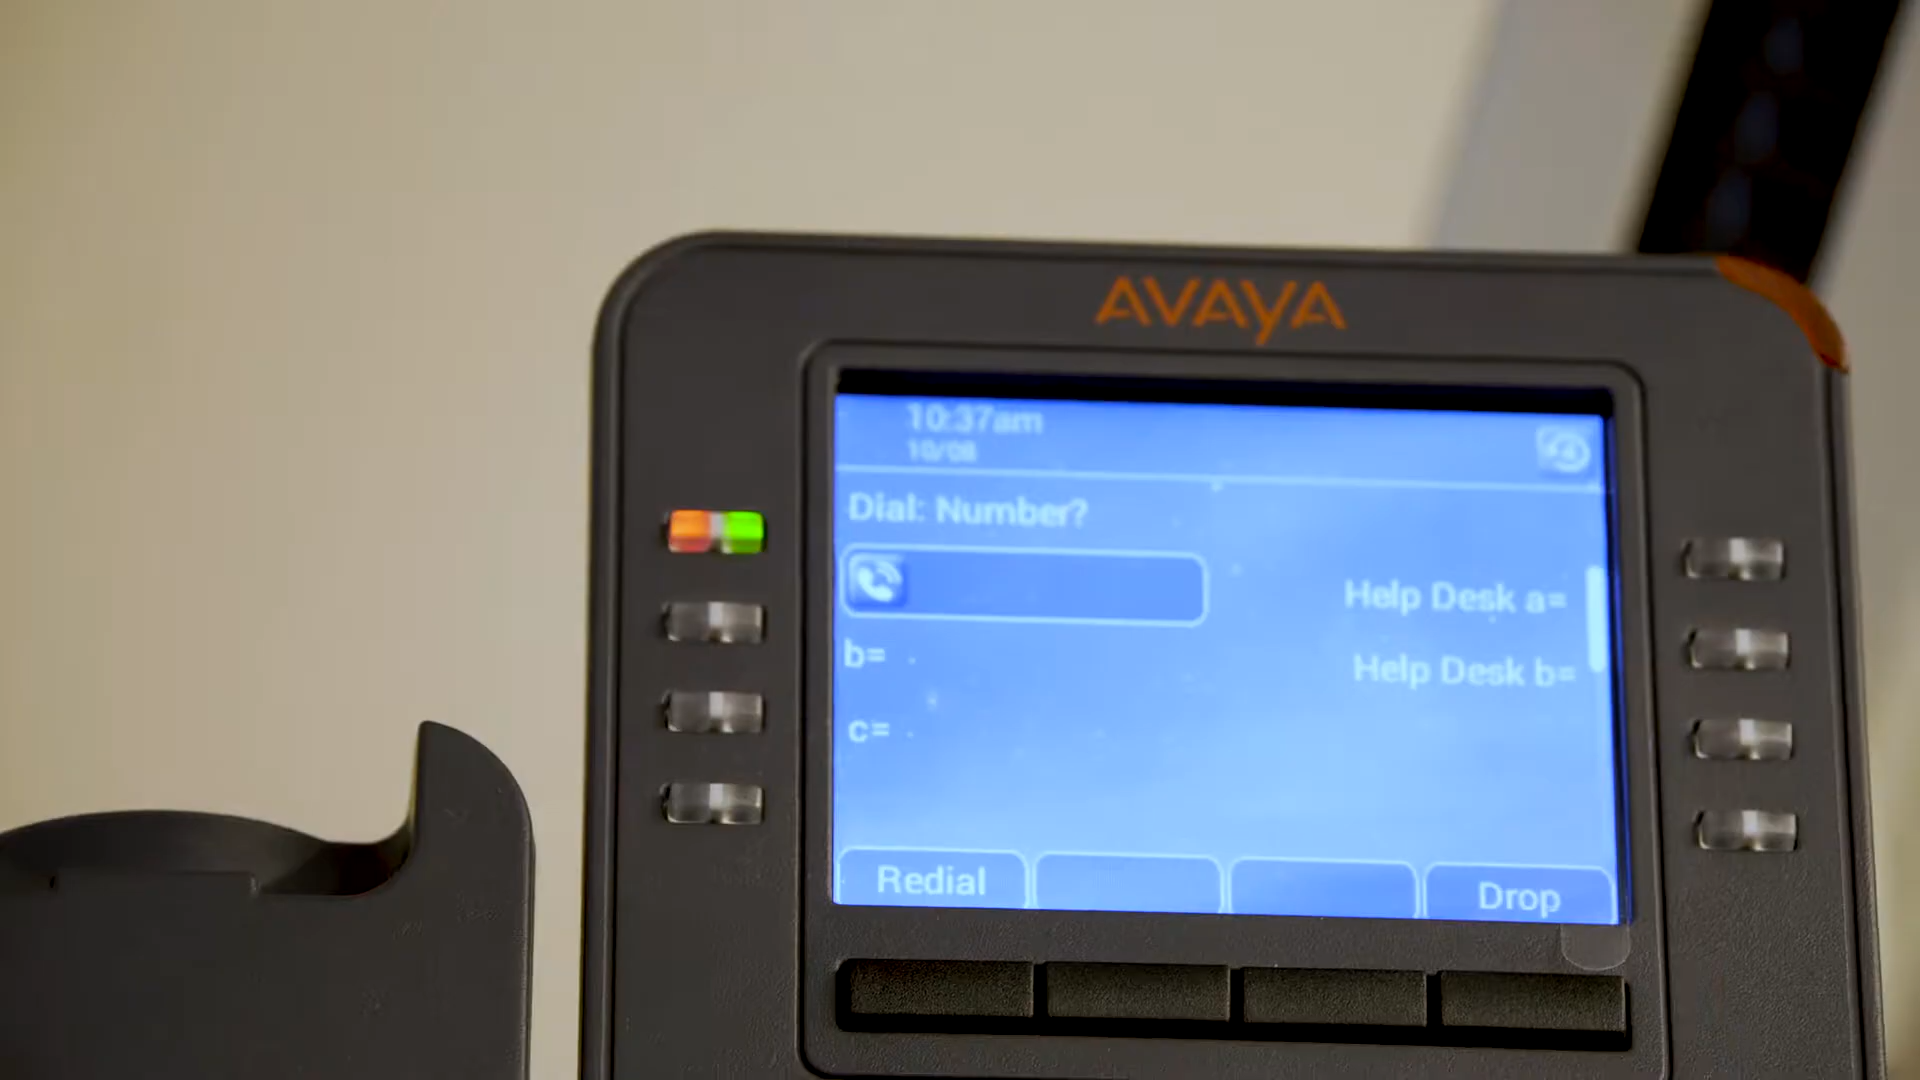 AVAYA
10:37am
10/08
Dial: Number?
Help Desk a=
b=
Help Desk b=
c=
Redial
Drop